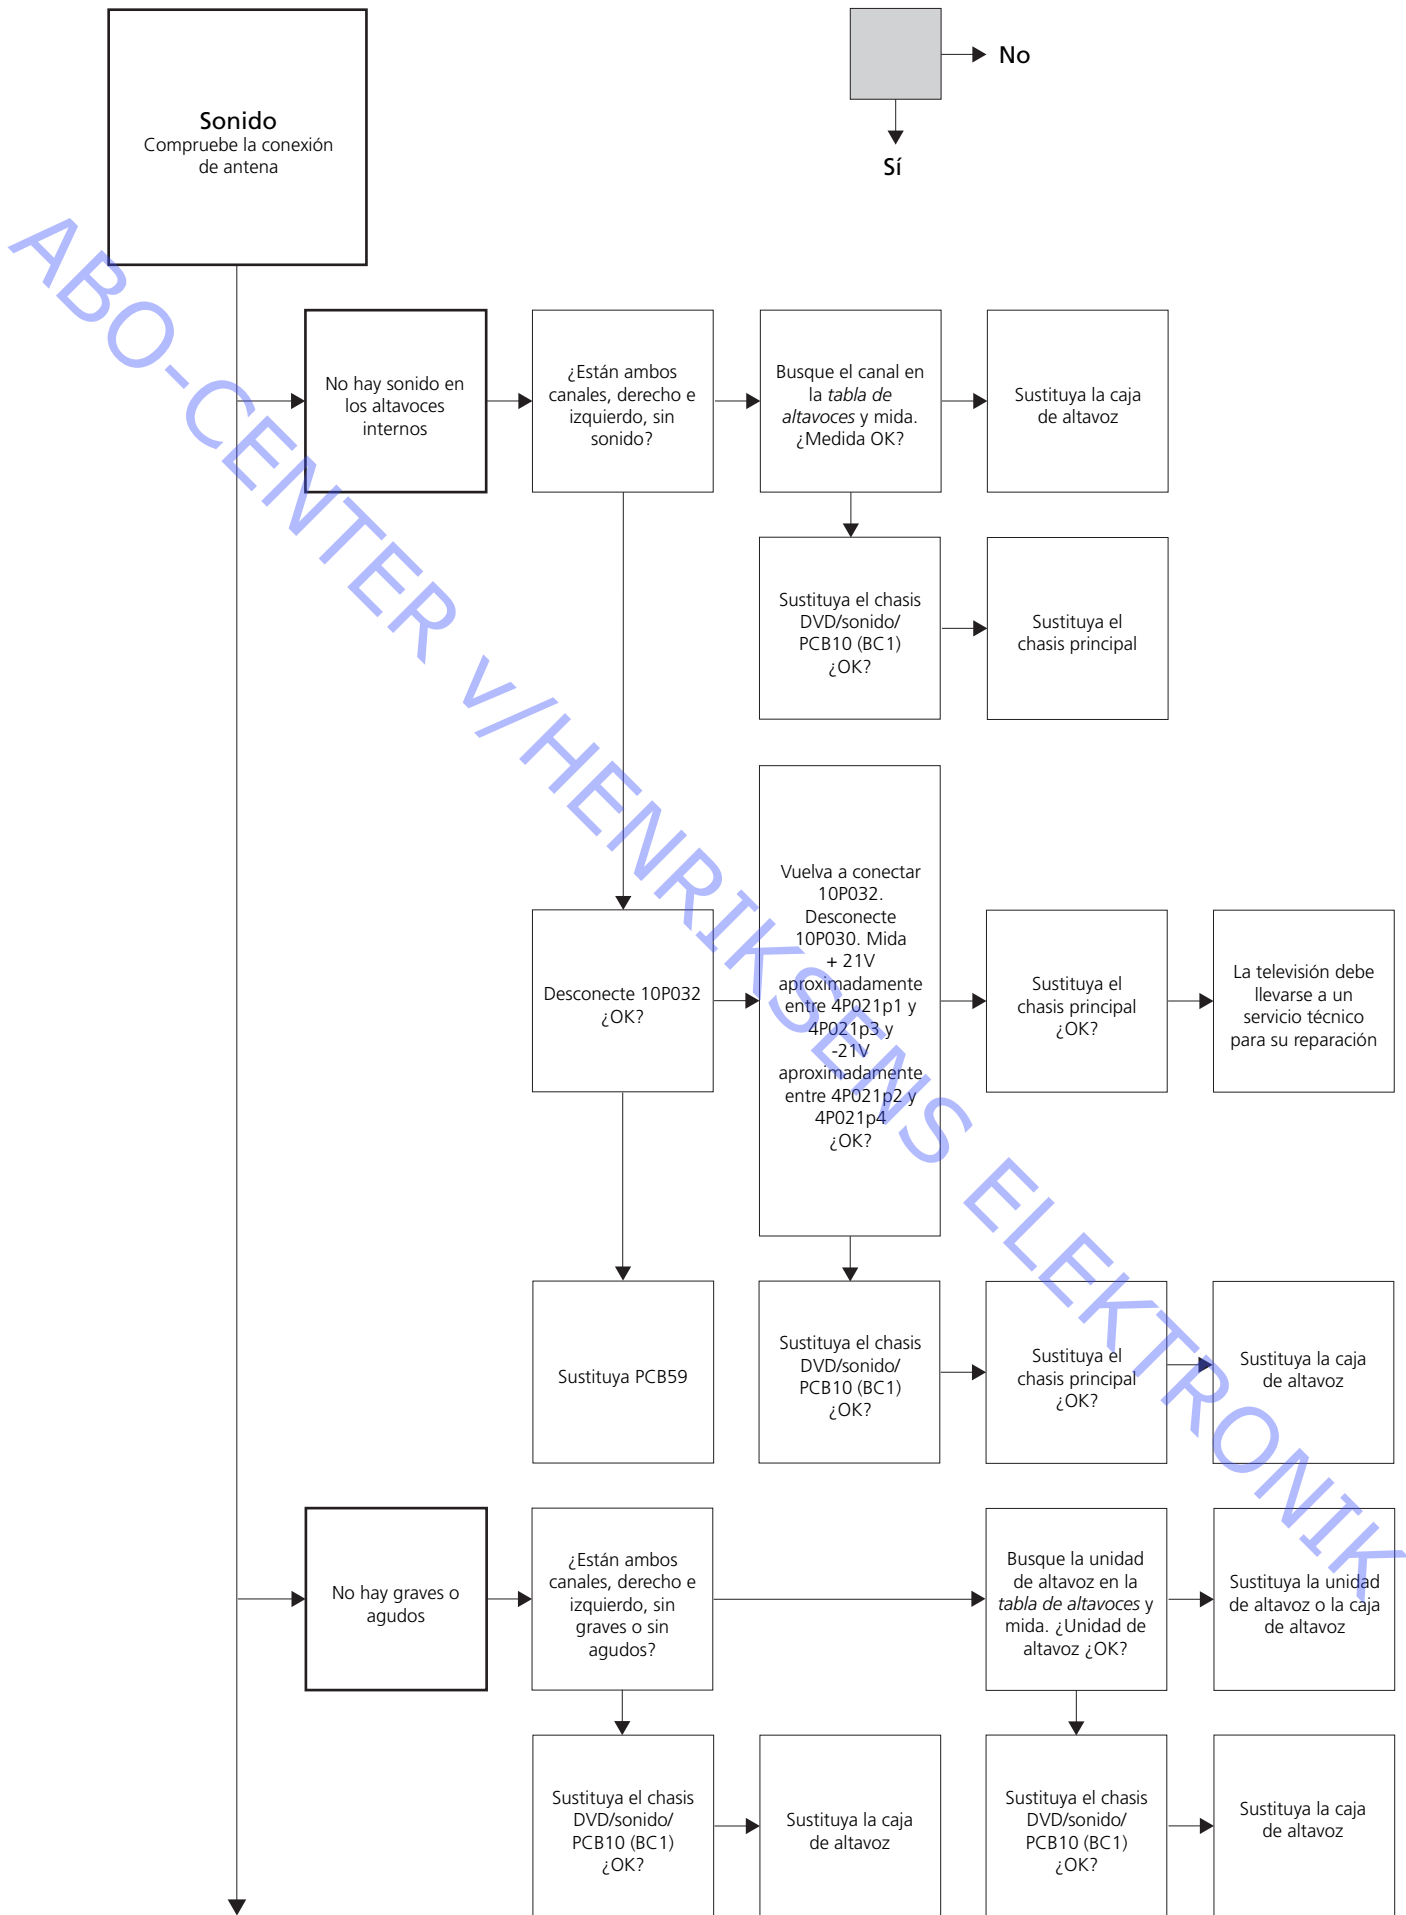 Sonido
Compruebe la conexión
de antena
No
Sí
No hay sonido en
los altavoces
internos
¿Están ambos
canales, derecho e
izquierdo, sin
sonido?
Busque el canal en
la tabla de
altavoces y mida.
¿Medida OK?
Sustituya la caja
de altavoz
Sustituya el chasis
DVD/sonido/
PCB10 (BC1)
¿OK?
Sustituya el
chasis principal
Desconecte 10P032
¿OK?
Vuelva a conectar
10P032.
Desconecte
10P030. Mida
+ 21V
aproximadamente
entre 4P021p1 y
4P021p3 y
-21V
aproximadamente
entre 4P021p2 y
4P021p4
¿OK?
Sustituya el
chasis principal
¿OK?
La televisión debe
llevarse a un
servicio técnico
para su reparación
Sustituya PCB59
Sustituya el chasis
DVD/sonido/
PCB10 (BC1)
¿OK?
Sustituya el
chasis principal
¿OK?
Sustituya la caja
de altavoz
No hay graves o
agudos
¿Están ambos
canales, derecho e
izquierdo, sin
graves o sin
agudos?
Busque la unidad
de altavoz en la
tabla de altavoces y
mida. ¿Unidad de
altavoz ¿OK?
Sustituya la unidad
de altavoz o la caja
de altavoz
Sustituya el chasis
DVD/sonido/
PCB10 (BC1)
¿OK?
Sustituya la caja
de altavoz
Sustituya el chasis
DVD/sonido/
PCB10 (BC1)
¿OK?
Sustituya la caja
de altavoz
ABO-CENTER v/HENRIKSENS ELEKTRONIK